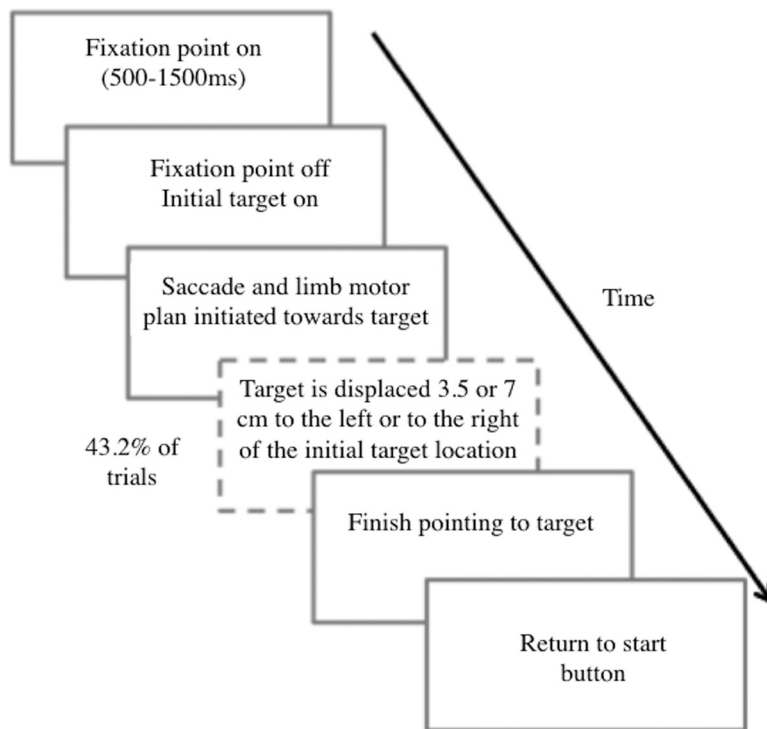 Fixation point on
(500-1500ms)
Fixation point off
Initial target on
Saccade and limb motor
plan initiated towards target
Time
Target is displaced 3.5 or 7
cm to the left or to the right
of the initial target location
43.2% of
trials
Finish pointing to target
Return to start
button